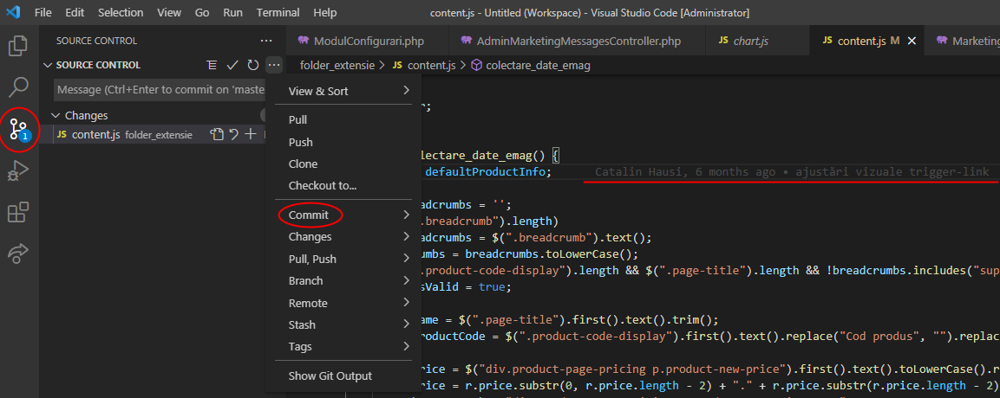 File Edit Selection View Go Run Terminal Help content.js - Untitled (Workspace) - Visual Studio Code [Administrator]
SOURCE CONTROL
ModulConfigurari.php AdminMarketingMessagesController.php JS chart.js JS content.js M Marketing
SOURCE CONTROL
folder_extensie > JS content.js > colectare_date_emag
Message (Ctrl+Enter to commit on 'maste
Changes
JS content.js folder_extensie
1
View & Sort
Pull
Push
Clone
Checkout to...
Commit
Changes
Pull, Push
Branch
Remote
Stash
Tags
Show Git Output
r;
lectare_date_emag() {
defaultProductInfo; Catalin Hausi, 6 months ago • ajustări vizuale trigger-link
adcrumbs = '';
.breadcrumb").length)
adcrumbs = $(".breadcrumb").text();
umbs = breadcrumbs.toLowerCase();
.product-code-display").length && $(".page-title").length && !breadcrumbs.includes("sup
sValid = true;
ame = $(".page-title").first().text().trim();
roductCode = $(".product-code-display").first().text().replace("Cod produs", "").replac
rice = $("div.product-page-pricing p.product-new-price").first().text().toLowerCase().r
rice = r.price.substr(0, r.price.length - 2) + "." + r.price.substr(r.price.length - 2)